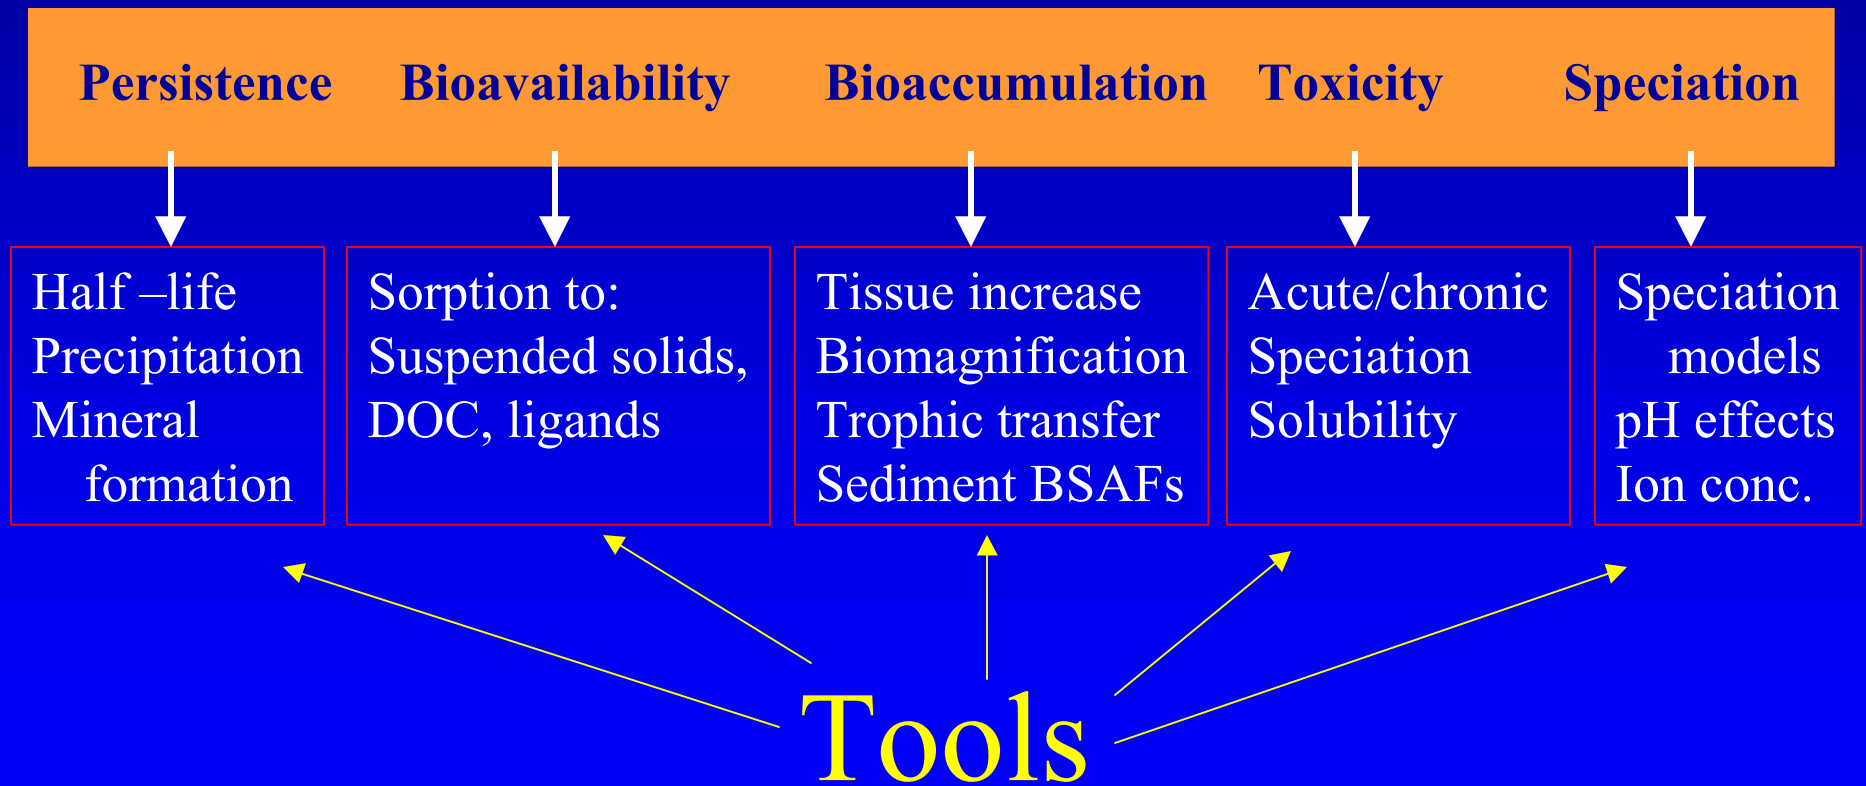 Persistence Bioavailability Bioaccumulation Toxicity Speciation
Half –life
Precipitation
Mineral
formation
Sorption to:
Suspended solids,
DOC, ligands
Tissue increase
Biomagnification
Trophic transfer
Sediment BSAFs
Acute/chronic
Speciation
Solubility
Speciation
models
pH effects
Ion conc.
Tools